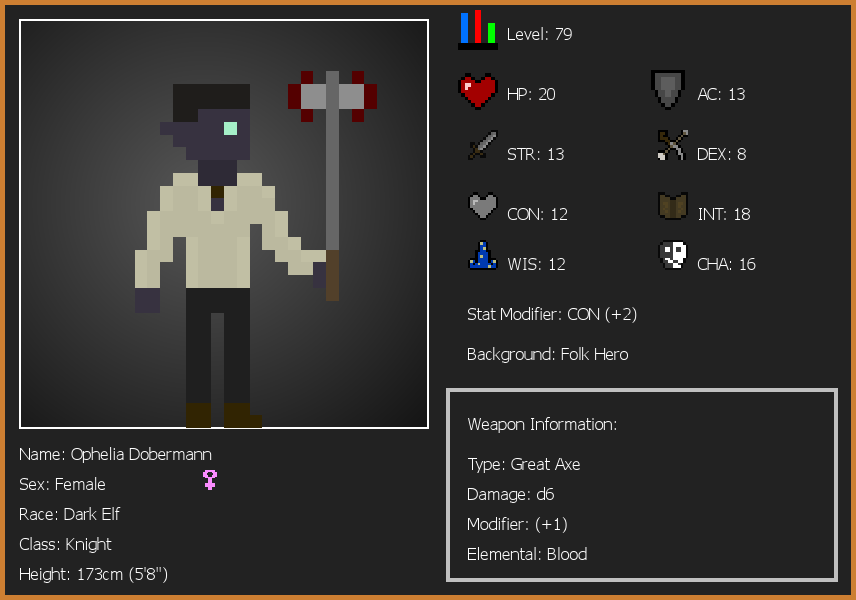 Level: 79
HP: 20
AC: 13
STR: 13
DEX: 8
CON: 12
INT: 18
WIS: 12
CHA: 16
Stat Modifier: CON (+2)
Background: Folk Hero
Weapon Information:
Type: Great Axe
Damage: d6
Modifier: (+1)
Elemental: Blood
Name: Ophelia Dobermann
Sex: Female
Race: Dark Elf
Class: Knight
Height: 173cm (5'8")